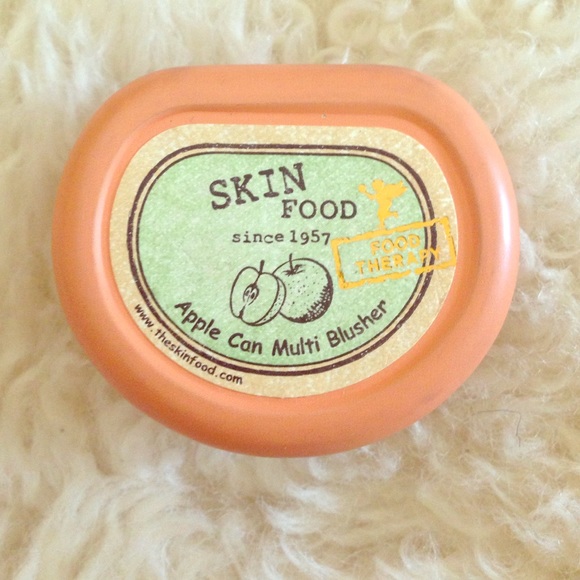 SKIN
FOOD
since 1957
FOOD
THERAPY
Apple Can Multi Blusher
www.theskinfood.com